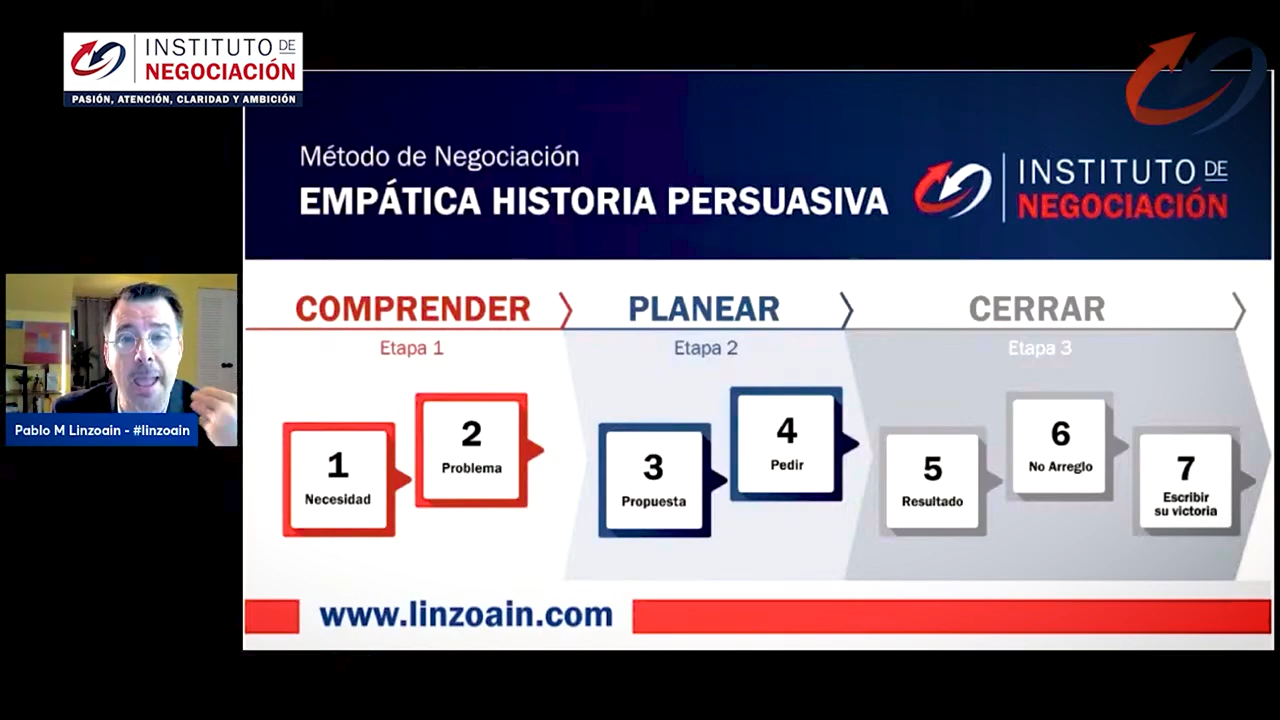 INSTITUTO DE
NEGOCIACIÓN
PASIÓN, ATENCIÓN, CLARIDAD Y AMBICIÓN
Método de Negociación
EMPÁTICA HISTORIA PERSUASIVA
INSTITUTO DE
NEGOCIACIÓN
COMPRENDER
PLANEAR
CERRAR
Etapa 1
Etapa 2
Etapa 3
1
Necesidad
2
Problema
3
Propuesta
4
Pedir
5
Resultado
6
No Arreglo
7
Escribir
su victoria
Pablo M Linzoain - #linzoain
www.linzoain.com